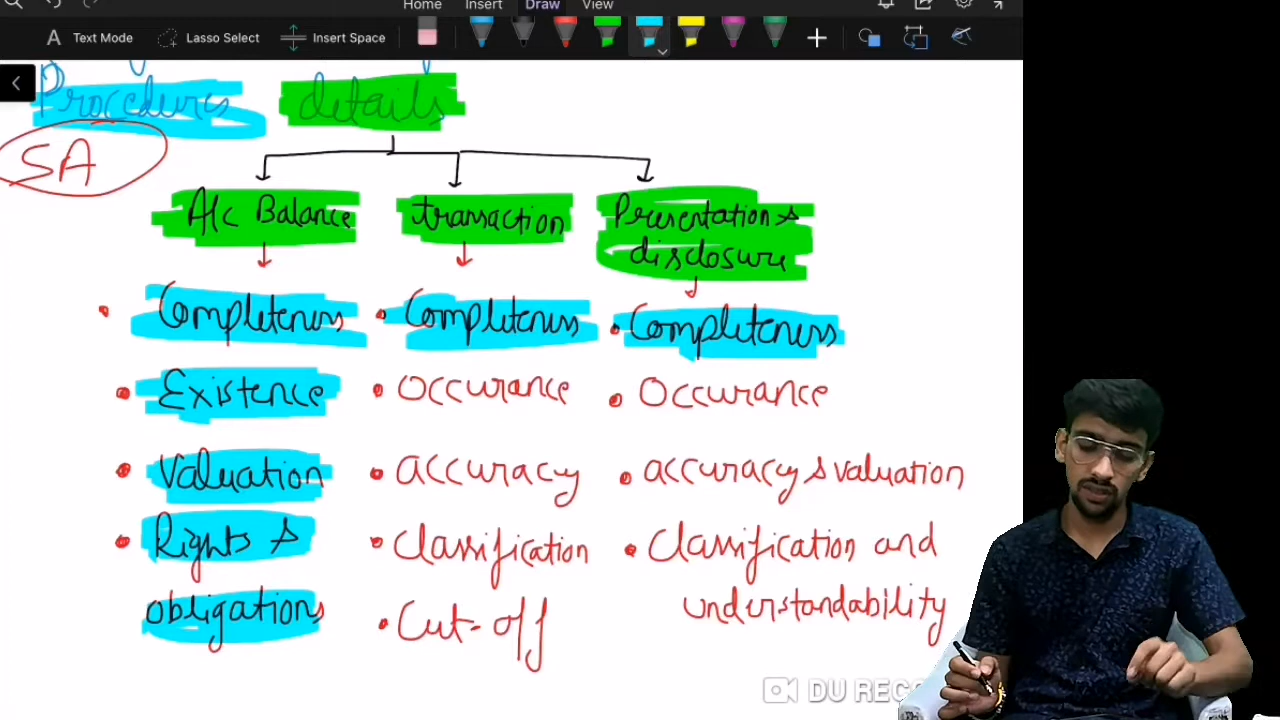 Home Insert Draw View
Text Mode Lasso Select Insert Space
Procedures details
SA
A/c Balance transaction Presentation &
disclosure
• Completeness • Completeness • Completeness
• Existence • Occurance • Occurance
• Valuation • accuracy • accuracy & valuation
• Rights & • Classification • Classification and
obligations • Cut-off understandability
DU REC